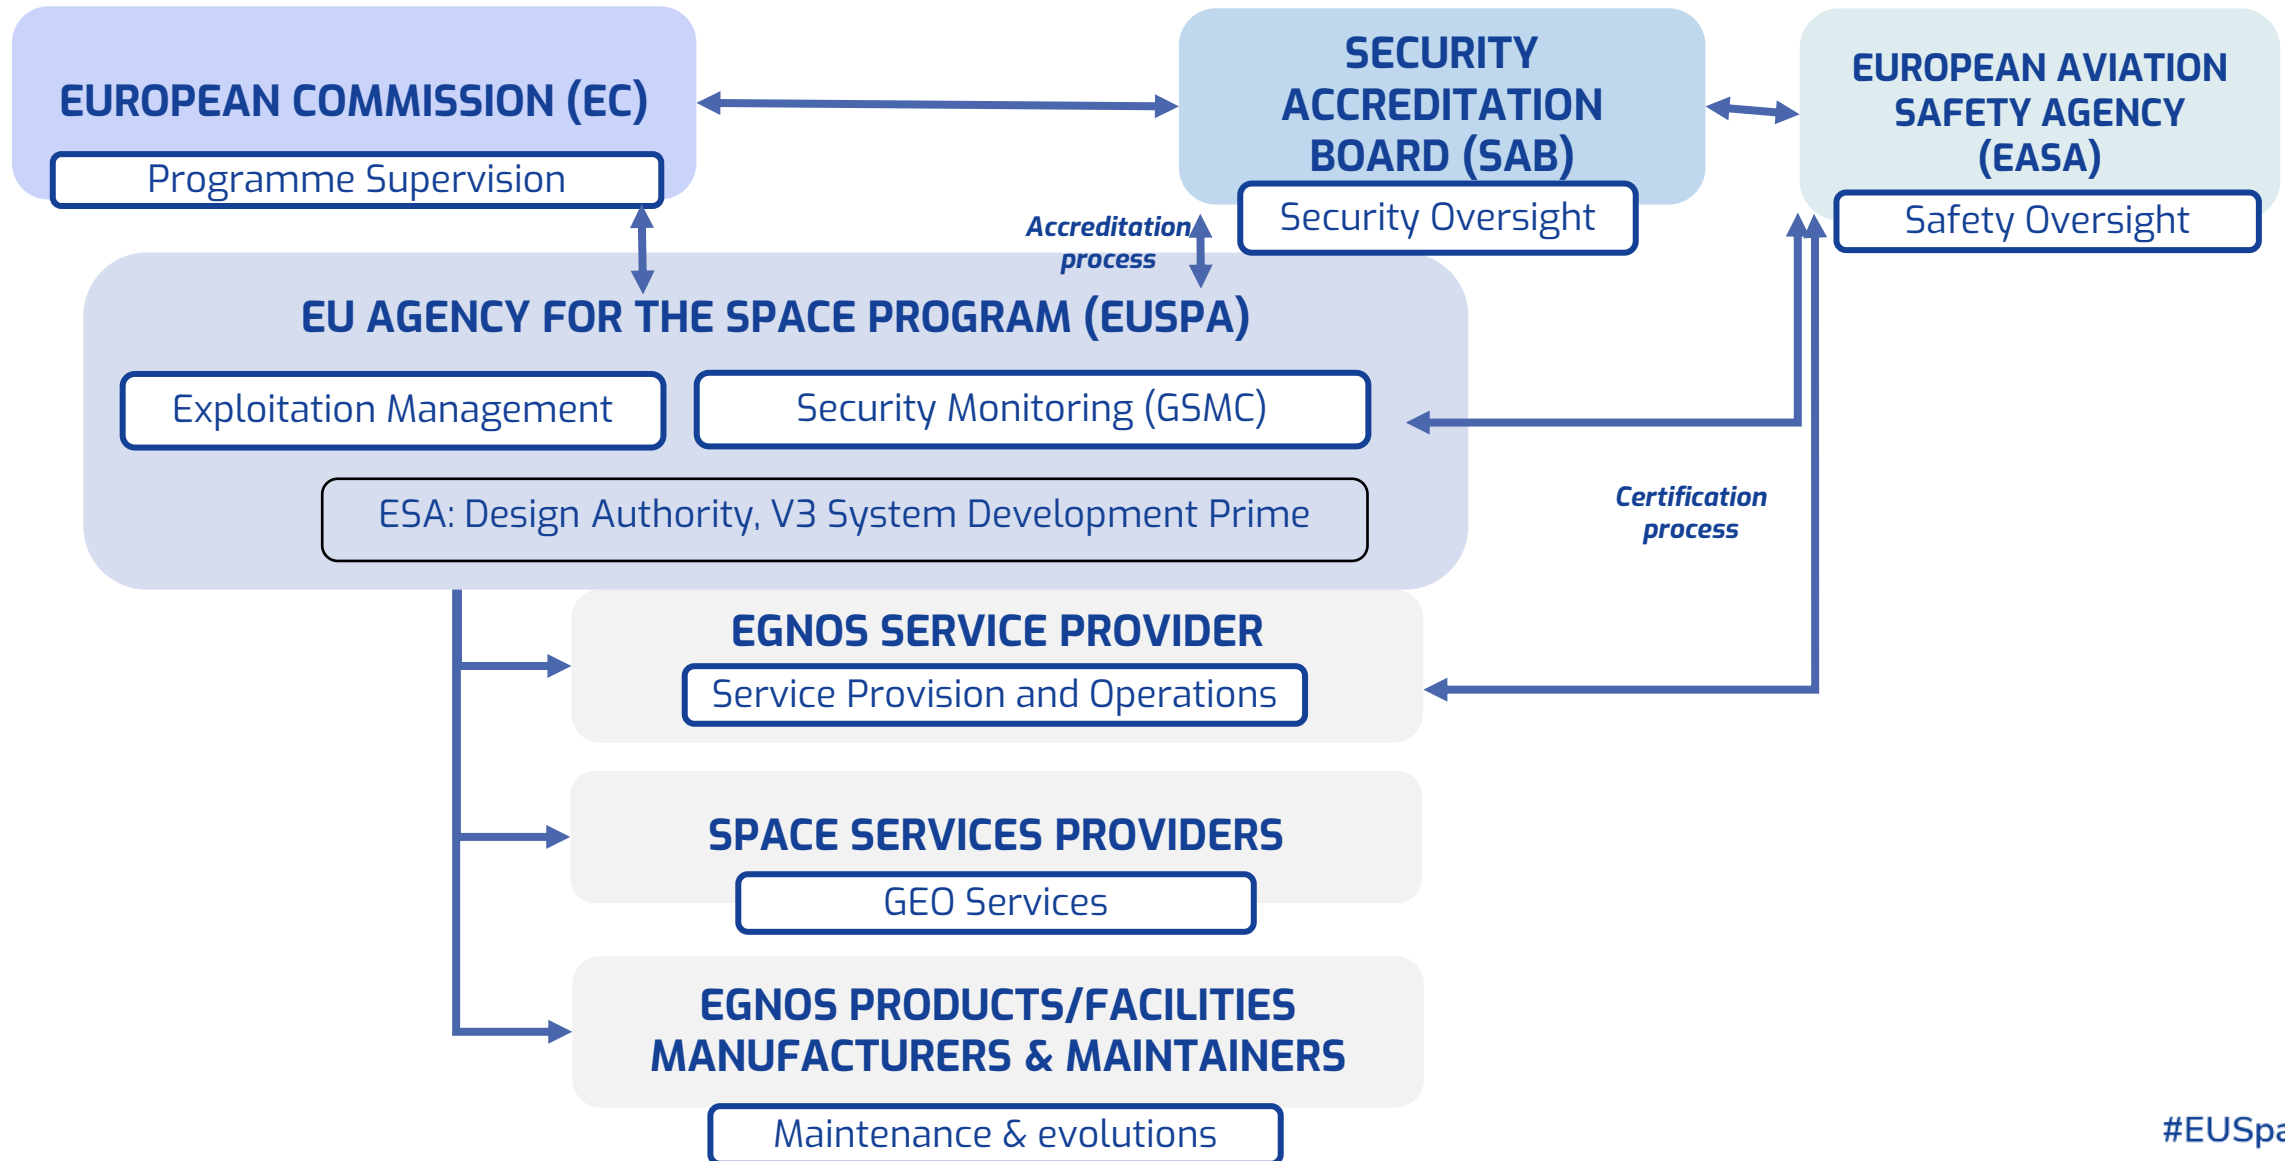 EUROPEAN COMMISSION (EC)
Programme Supervision
SECURITY
ACCREDITATION
BOARD (SAB)
Security Oversight
EUROPEAN AVIATION
SAFETY AGENCY
(EASA)
Safety Oversight
Accreditation
process
EU AGENCY FOR THE SPACE PROGRAM (EUSPA)
Exploitation Management
Security Monitoring (GSMC)
ESA: Design Authority, V3 System Development Prime
Certification
process
EGNOS SERVICE PROVIDER
Service Provision and Operations
SPACE SERVICES PROVIDERS
GEO Services
EGNOS PRODUCTS/FACILITIES
MANUFACTURERS & MAINTAINERS
Maintenance & evolutions